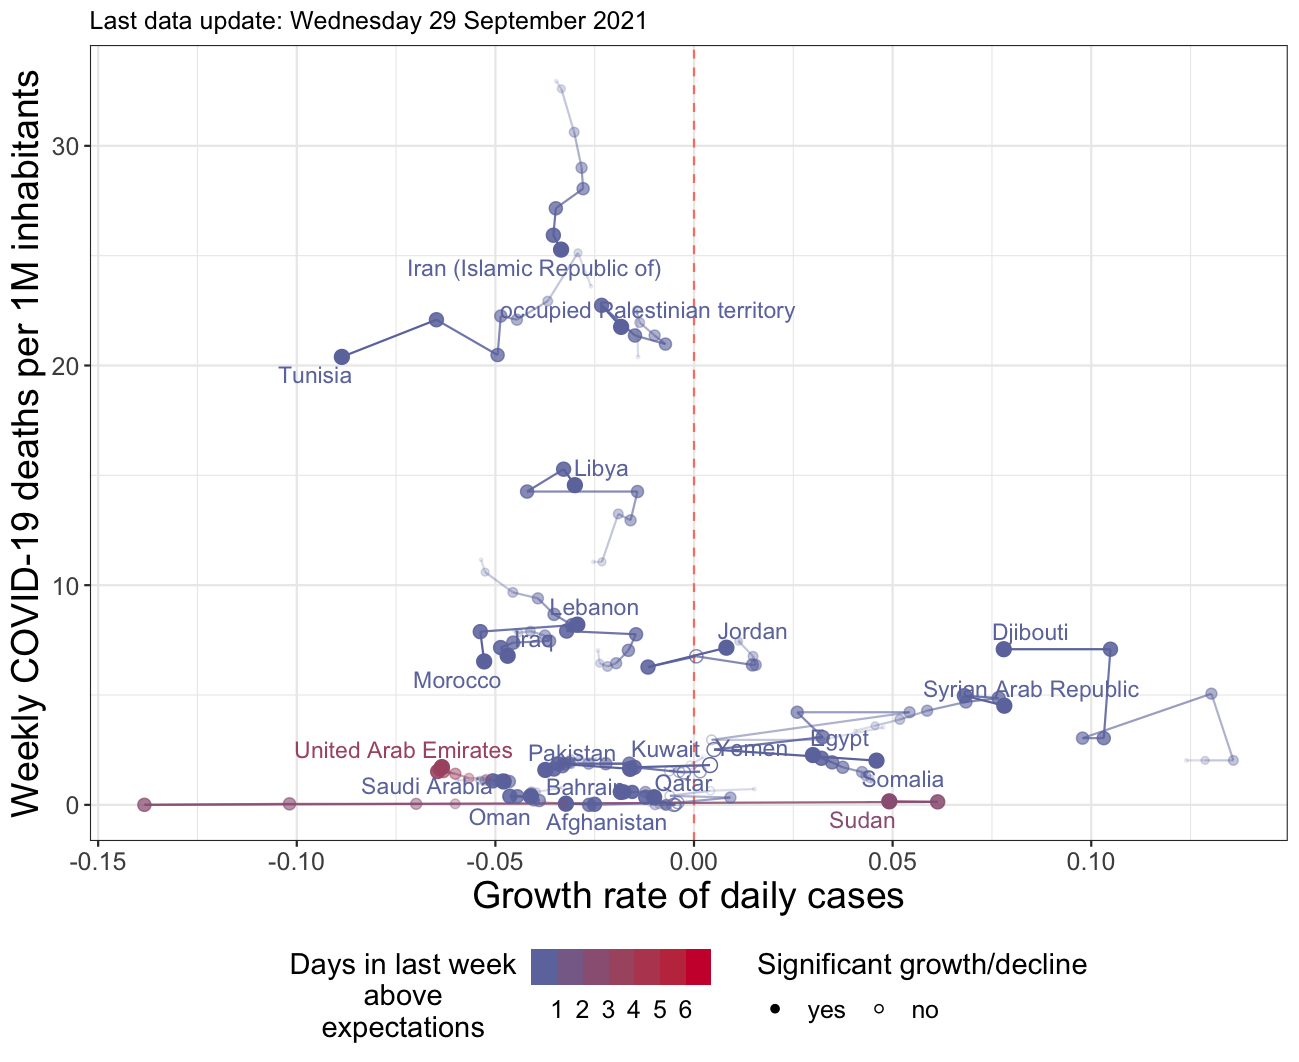 Last data update: Wednesday 29 September 2021
Weekly COVID-19 deaths per 1M inhabitants
30
20
10
0
Iran (Islamic Republic of)
occupied Palestinian territory
Tunisia
Libya
Lebanon
Iraq
Morocco
Jordan
Djibouti
Syrian Arab Republic
United Arab Emirates
Pakistan
Kuwait
Yemen
Egypt
Saudi Arabia
Bahrain
Qatar
Somalia
Oman
Afghanistan
Sudan
-0.15 -0.10 -0.05 0.00 0.05 0.10
Growth rate of daily cases
Days in last week
above
expectations
1 2 3 4 5 6
Significant growth/decline
yes no